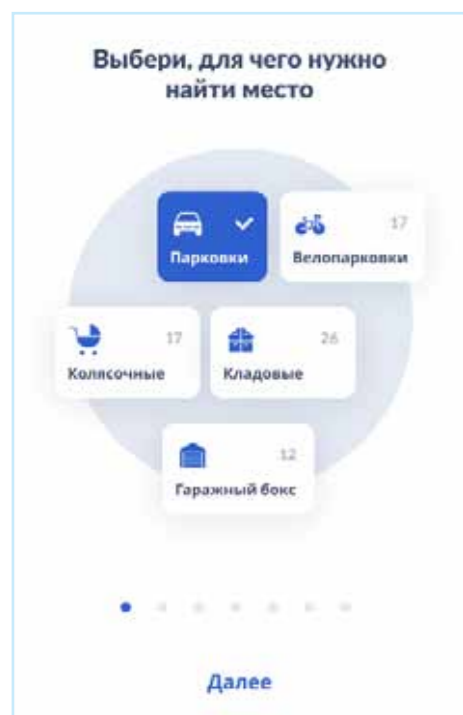 Выбери, для чего нужно
найти место
Парковки
17
Велопарковки
17
Колясочные
26
Кладовые
12
Гаражный бокс
Далее